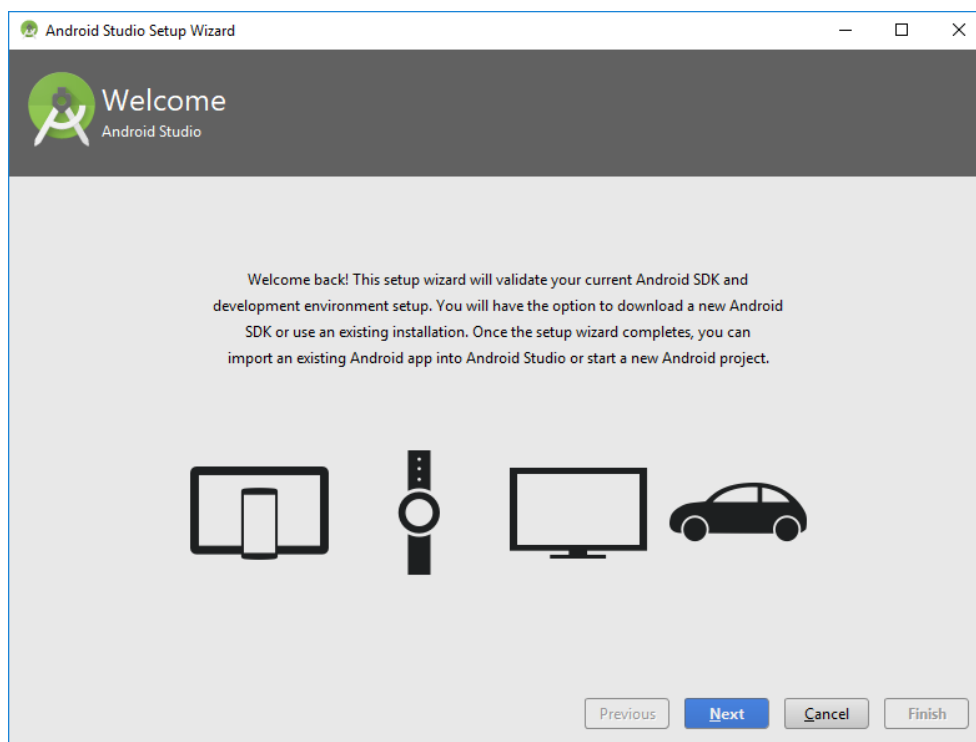 Android Studio Setup Wizard
Welcome
Android Studio
Welcome back! This setup wizard will validate your current Android SDK and
development environment setup. You will have the option to download a new Android
SDK or use an existing installation. Once the setup wizard completes, you can
import an existing Android app into Android Studio or start a new Android project.
Previous Next Cancel Finish